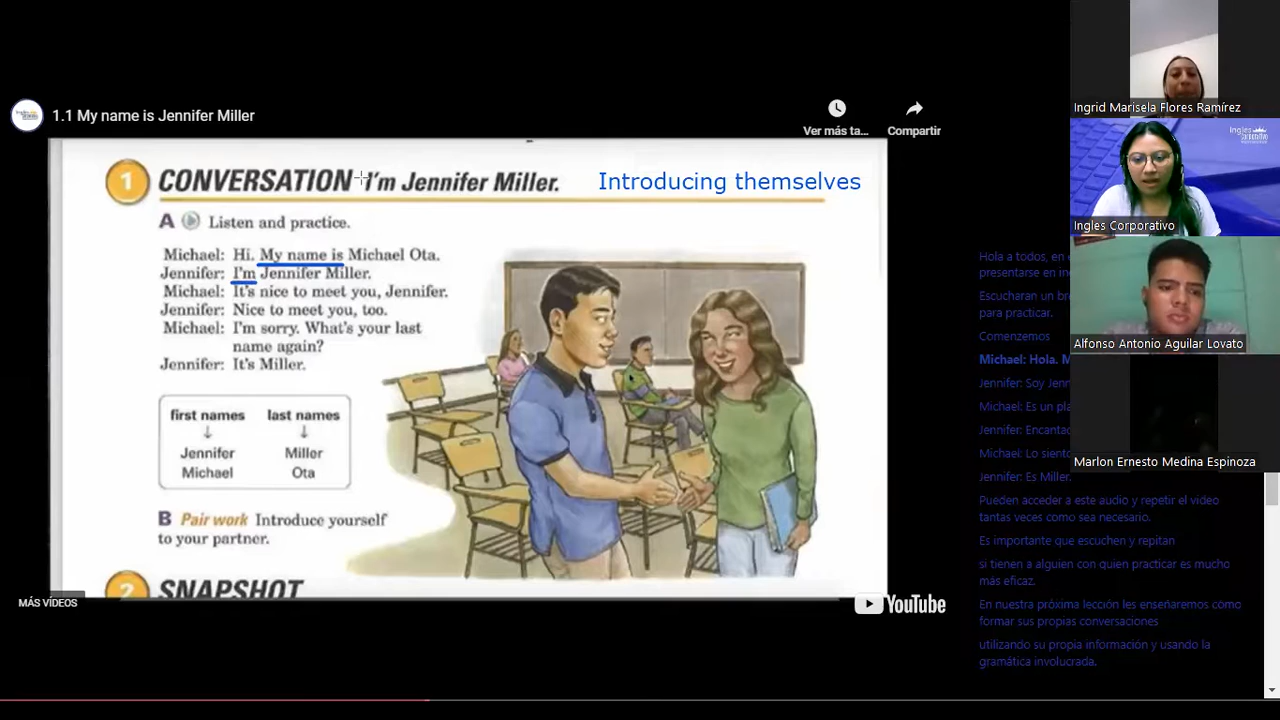 1.1 My name is Jennifer Miller
Ver más ta...
Compartir
1 CONVERSATION I'm Jennifer Miller.
Introducing themselves
A Listen and practice.
Michael: Hi. My name is Michael Ota.
Jennifer: I'm Jennifer Miller.
Michael: It's nice to meet you, Jennifer.
Jennifer: Nice to meet you, too.
Michael: I'm sorry. What's your last
name again?
Jennifer: It's Miller.
first names last names
Jennifer Miller
Michael Ota
B Pair work Introduce yourself
to your partner.
2 SNAPSHOT
MÁS VÍDEOS
YouTube
Hola a todos, en
presentarse en
Escucharan un
para practicar.
Comenzemos
Michael: Hola.
Jennifer: Soy
Michael: Es un
Jennifer:
Michael: Lo
Jennifer: Es Miller.
Pueden acceder a este audio y repetir el video
tantas veces como sea necesario.
Es importante que escuchen y repitan
si tienen a alguien con quien practicar es mucho
más eficaz.
En nuestra próxima lección les enseñaremos cómo
formar sus propias conversaciones
utilizando su propia información y usando la
gramática involucrada.
Ingrid Marisela Flores Ramírez
Ingles
Ingles Corporativo
Alfonso Antonio Aguilar Lovato
Marlon Ernesto Medina Espinoza